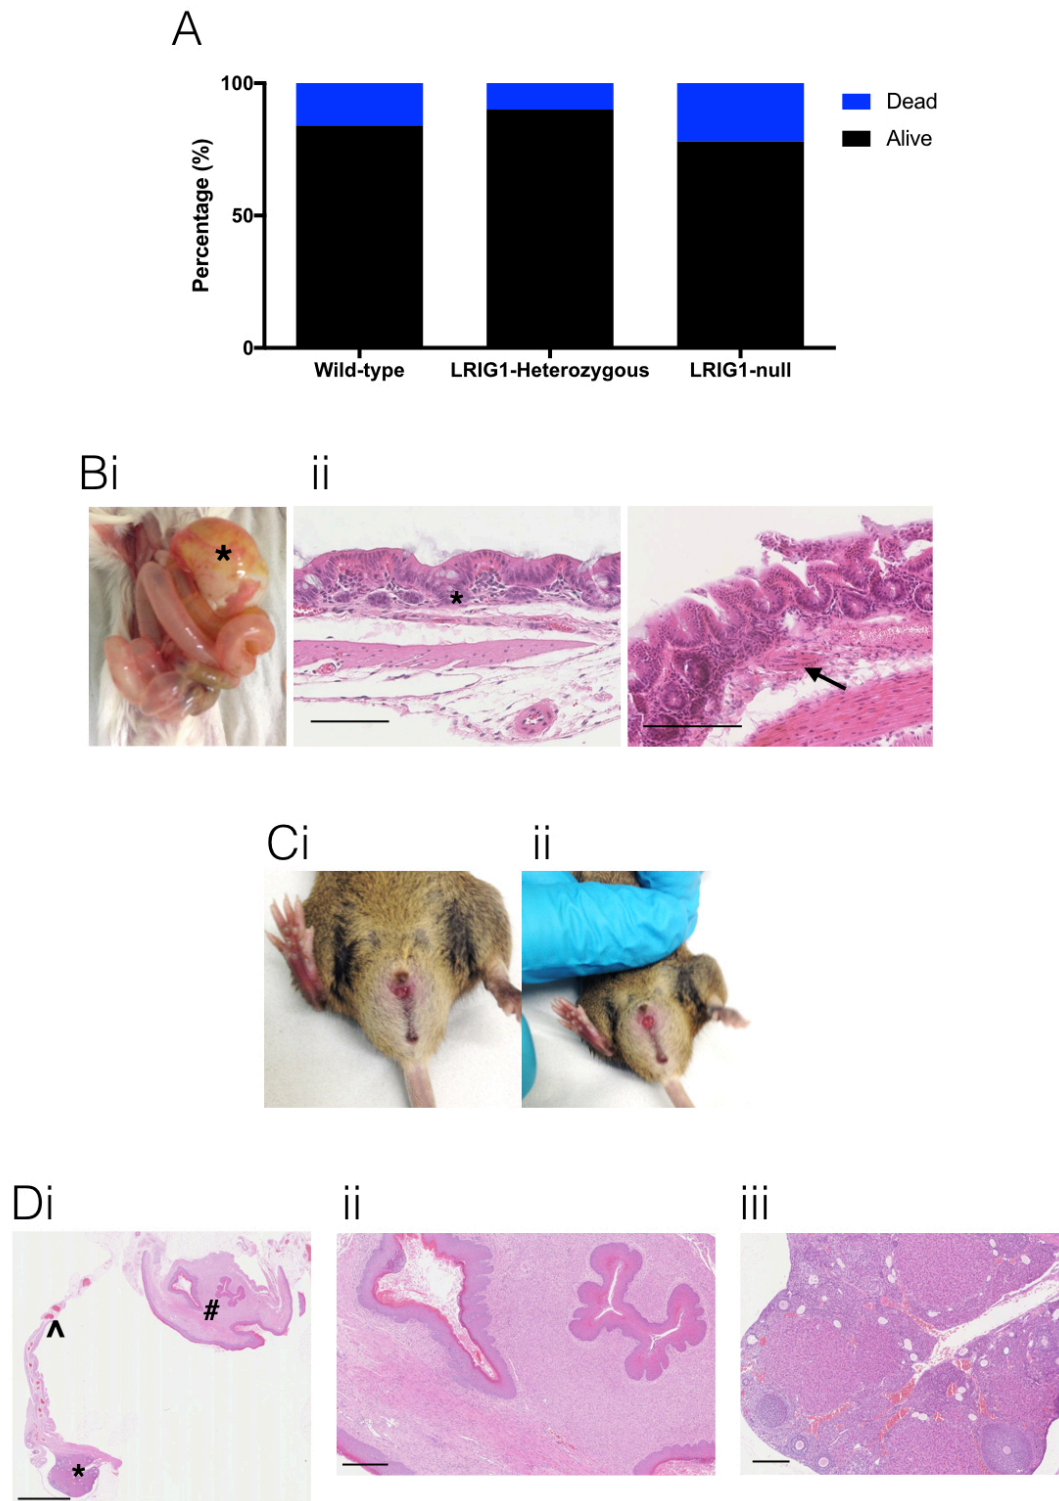 A
100
50
0
Percentage (%)
Dead
Alive
Wild-type LRIG1-Heterozygous LRIG1-null
Bi ii
*
*
Ci ii
Di ii iii
#
^
*